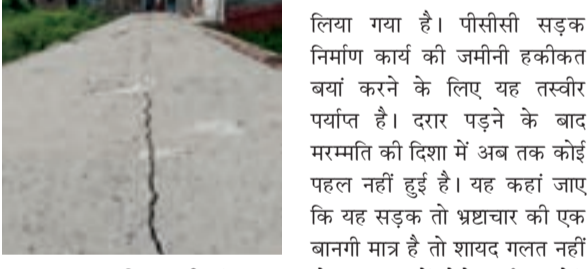 लिया गया है। पीसीसी सड़क
निर्माण कार्य की जमीनी हकीकत
बयां करने के लिए यह तस्वीर
पर्याप्त है। दरार पड़ने के बाद
मरम्मति की दिशा में अब तक कोई
पहल नहीं हुई है। यह कहां जाए
कि यह सड़क तो भ्रष्टाचार की एक
बानगी मात्र है तो शायद गलत नहीं